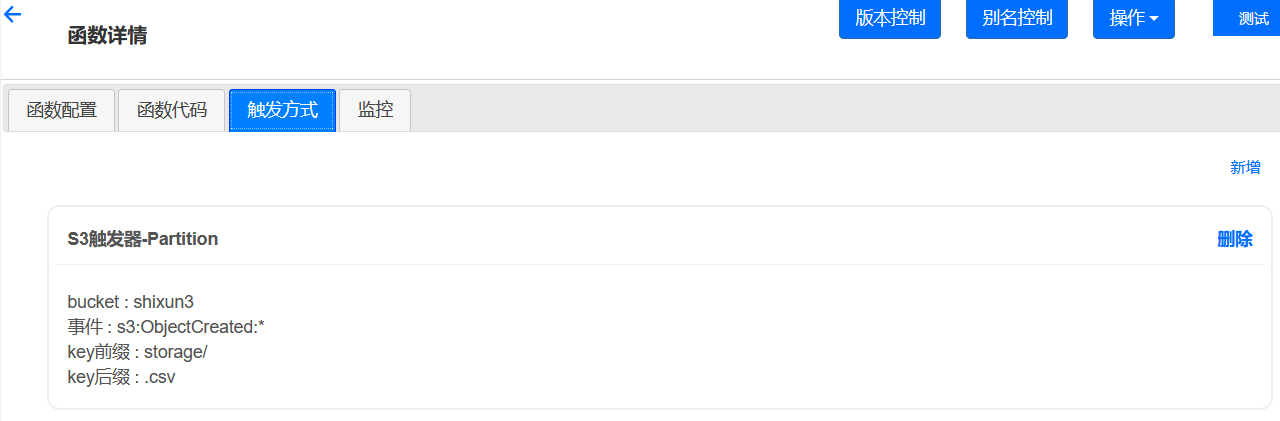 函数详情
版本控制
别名控制
操作
测试
函数配置
函数代码
触发方式
监控
新增
S3触发器-Partition
删除
bucket : shixun3
事件 : s3:ObjectCreated:*
key前缀 : storage/
key后缀 : .csv